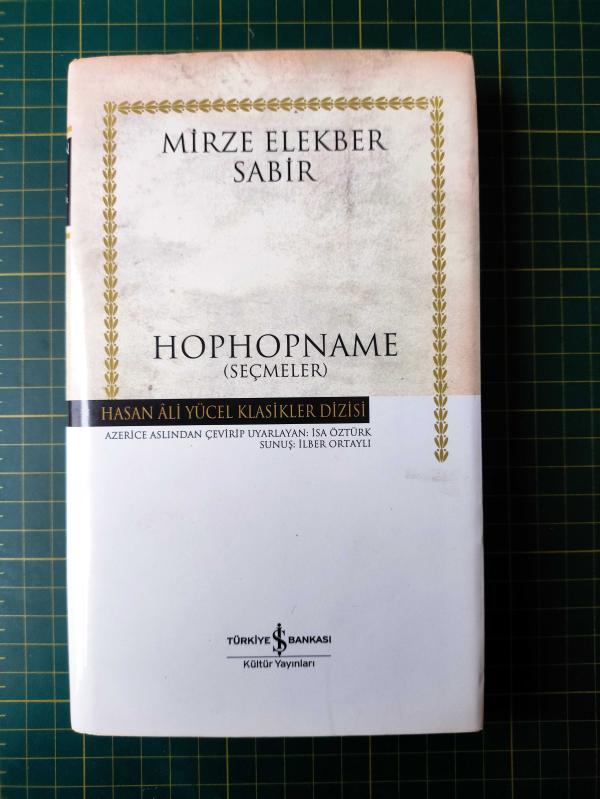 MİRZE ELEKBER
SABİR
HOPHOPNAME
(SEÇMELER)
HASAN ÂLİ YÜCEL KLASİKLER DİZİSİ
AZERİCE ASLINDAN ÇEVİRİP UYARLAYAN: İSA ÖZTÜRK
SUNUŞ: İLBER ORTAYLI
TÜRKİYE İŞ BANKASI
Kültür Yayınları